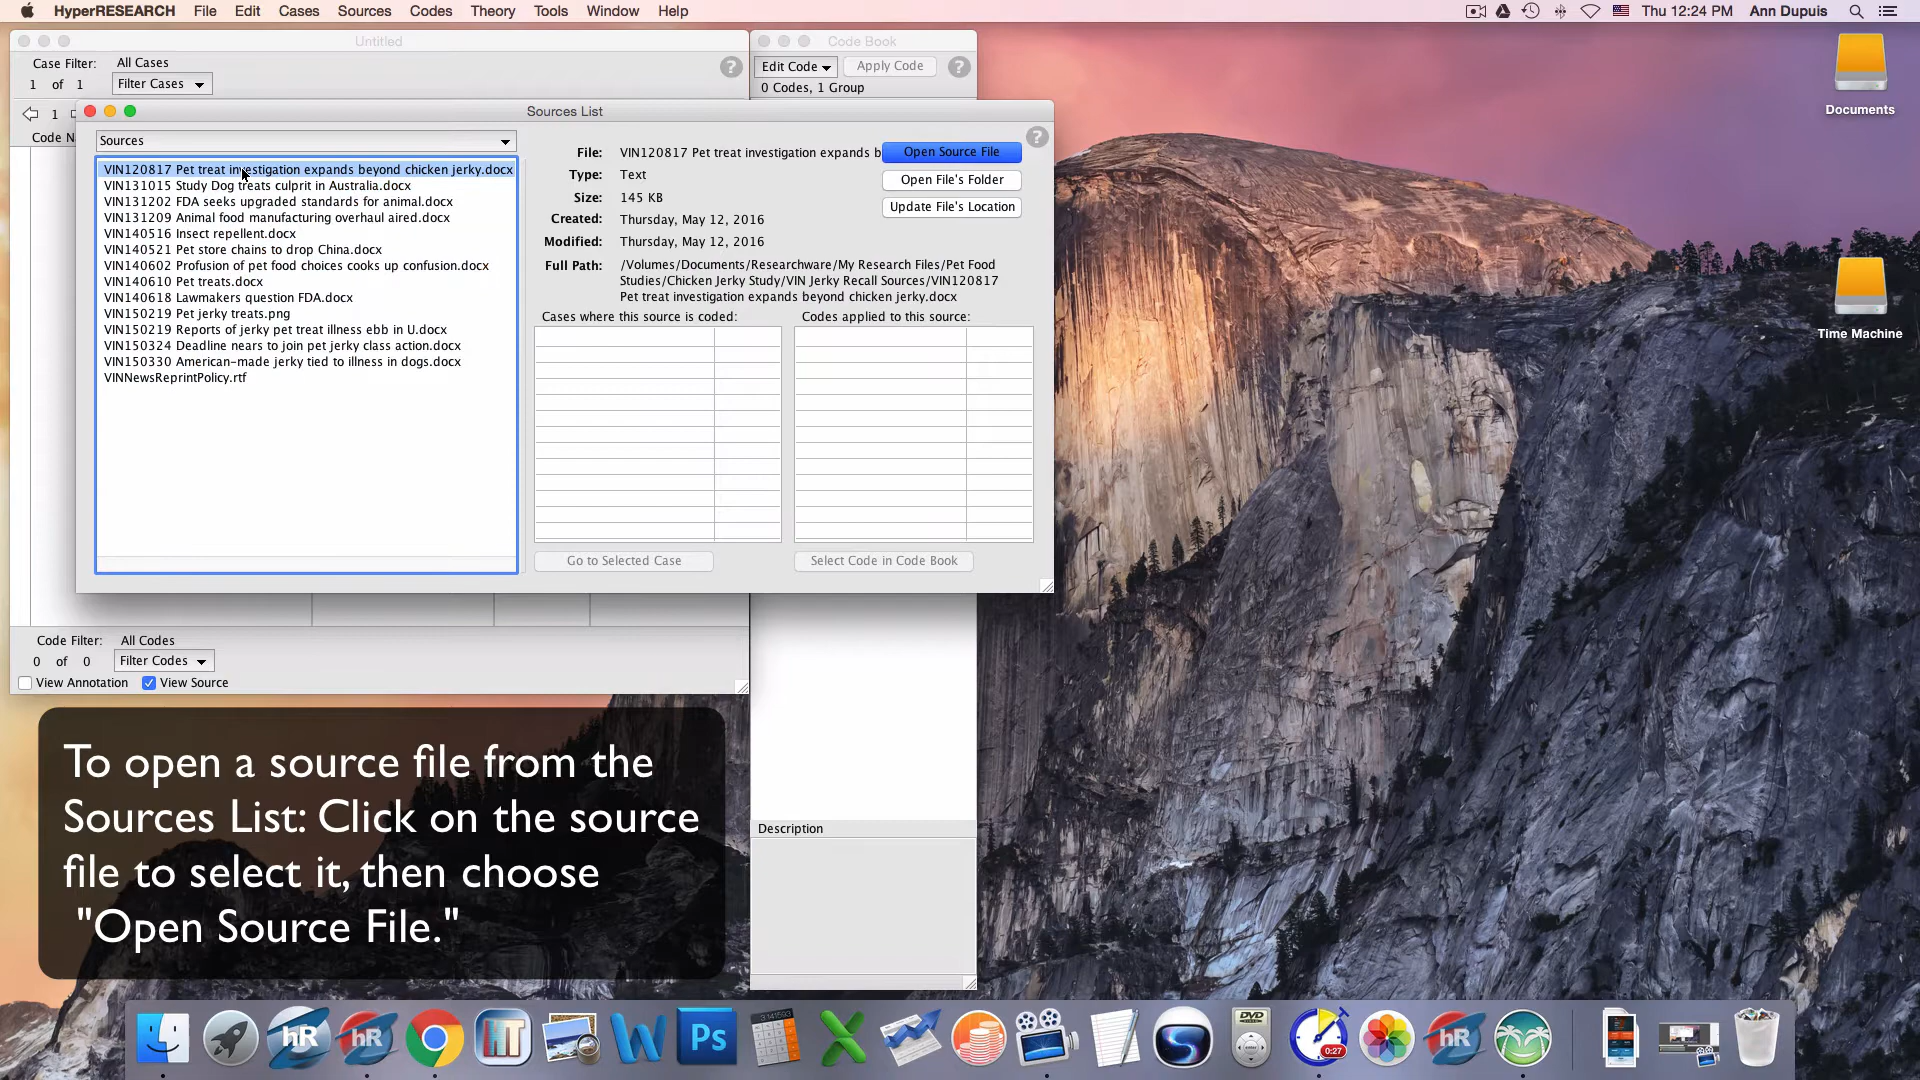 HyperRESEARCH File Edit Cases Sources Codes Theory Tools Window Help Thu 12:24 PM Ann Dupuis
Untitled
Case Filter: All Cases
1 of 1 Filter Cases
?
1
Code N
Code Book
Edit Code Apply Code ?
0 Codes, 1 Group
Sources List
?
Sources
VIN120817 Pet treat investigation expands beyond chicken jerky.docx
VIN131015 Study Dog treats culprit in Australia.docx
VIN131202 FDA seeks upgraded standards for animal.docx
VIN131209 Animal food manufacturing overhaul aired.docx
VIN140516 Insect repellent.docx
VIN140521 Pet store chains to drop China.docx
VIN140602 Profusion of pet food choices cooks up confusion.docx
VIN140610 Pet treats.docx
VIN140618 Lawmakers question FDA.docx
VIN150219 Pet jerky treats.png
VIN150219 Reports of jerky pet treat illness ebb in U.docx
VIN150324 Deadline nears to join pet jerky class action.docx
VIN150330 American-made jerky tied to illness in dogs.docx
VINNewsReprintPolicy.rtf
File: VIN120817 Pet treat investigation expands b
Type: Text
Size: 145 KB
Created: Thursday, May 12, 2016
Modified: Thursday, May 12, 2016
Full Path: /Volumes/Documents/Researchware/My Research Files/Pet Food
Studies/Chicken Jerky Study/VIN Jerky Recall Sources/VIN120817
Pet treat investigation expands beyond chicken jerky.docx
Open Source File
Open File's Folder
Update File's Location
Cases where this source is coded:
Codes applied to this source:
Go to Selected Case
Select Code in Code Book
Code Filter: All Codes
0 of 0 Filter Codes
View Annotation View Source
Description
To open a source file from the
Sources List: Click on the source
file to select it, then choose
"Open Source File."
Documents
Time Machine
hR
hR
W
Ps
3.141593
X
S
DVD
0:27
hR